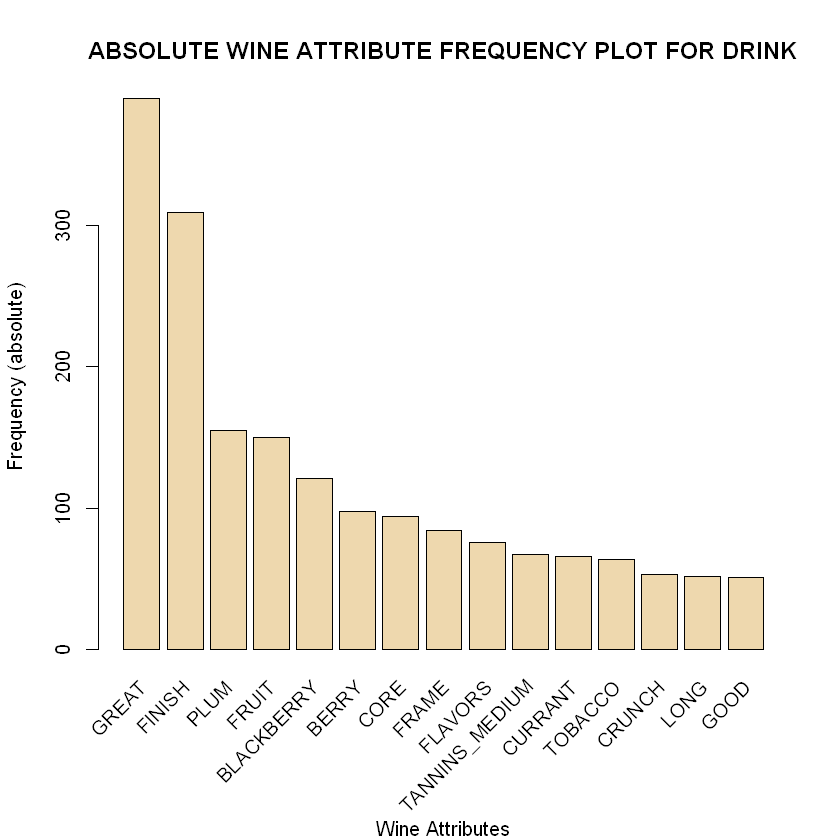 ABSOLUTE WINE ATTRIBUTE FREQUENCY PLOT FOR DRINK
Frequency (absolute)
300
200
100
0
GREAT
FINISH
PLUM
FRUIT
BLACKBERRY
BERRY
CORE
FRAME
FLAVORS
TANNINS_MEDIUM
CURRANT
TOBACCO
CRUNCH
LONG
GOOD
Wine Attributes